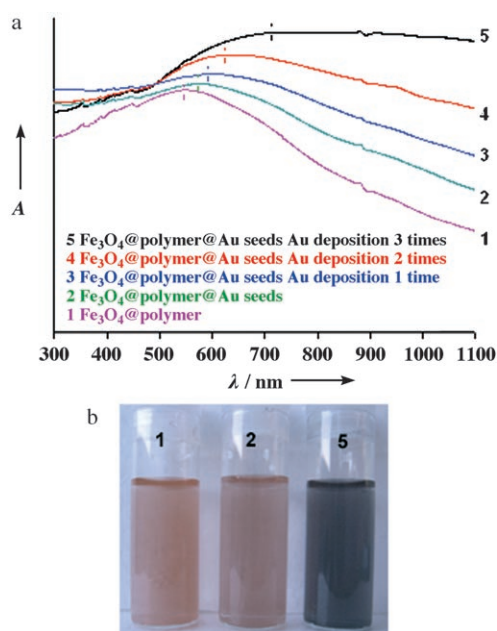 a
5
4
3
2
1
A
5 Fe₃O₄@polymer@Au seeds Au deposition 3 times
4 Fe₃O₄@polymer@Au seeds Au deposition 2 times
3 Fe₃O₄@polymer@Au seeds Au deposition 1 time
2 Fe₃O₄@polymer@Au seeds
1 Fe₃O₄@polymer
300 400 500 600 700 800 900 1000 1100
λ / nm
b
1 2 5